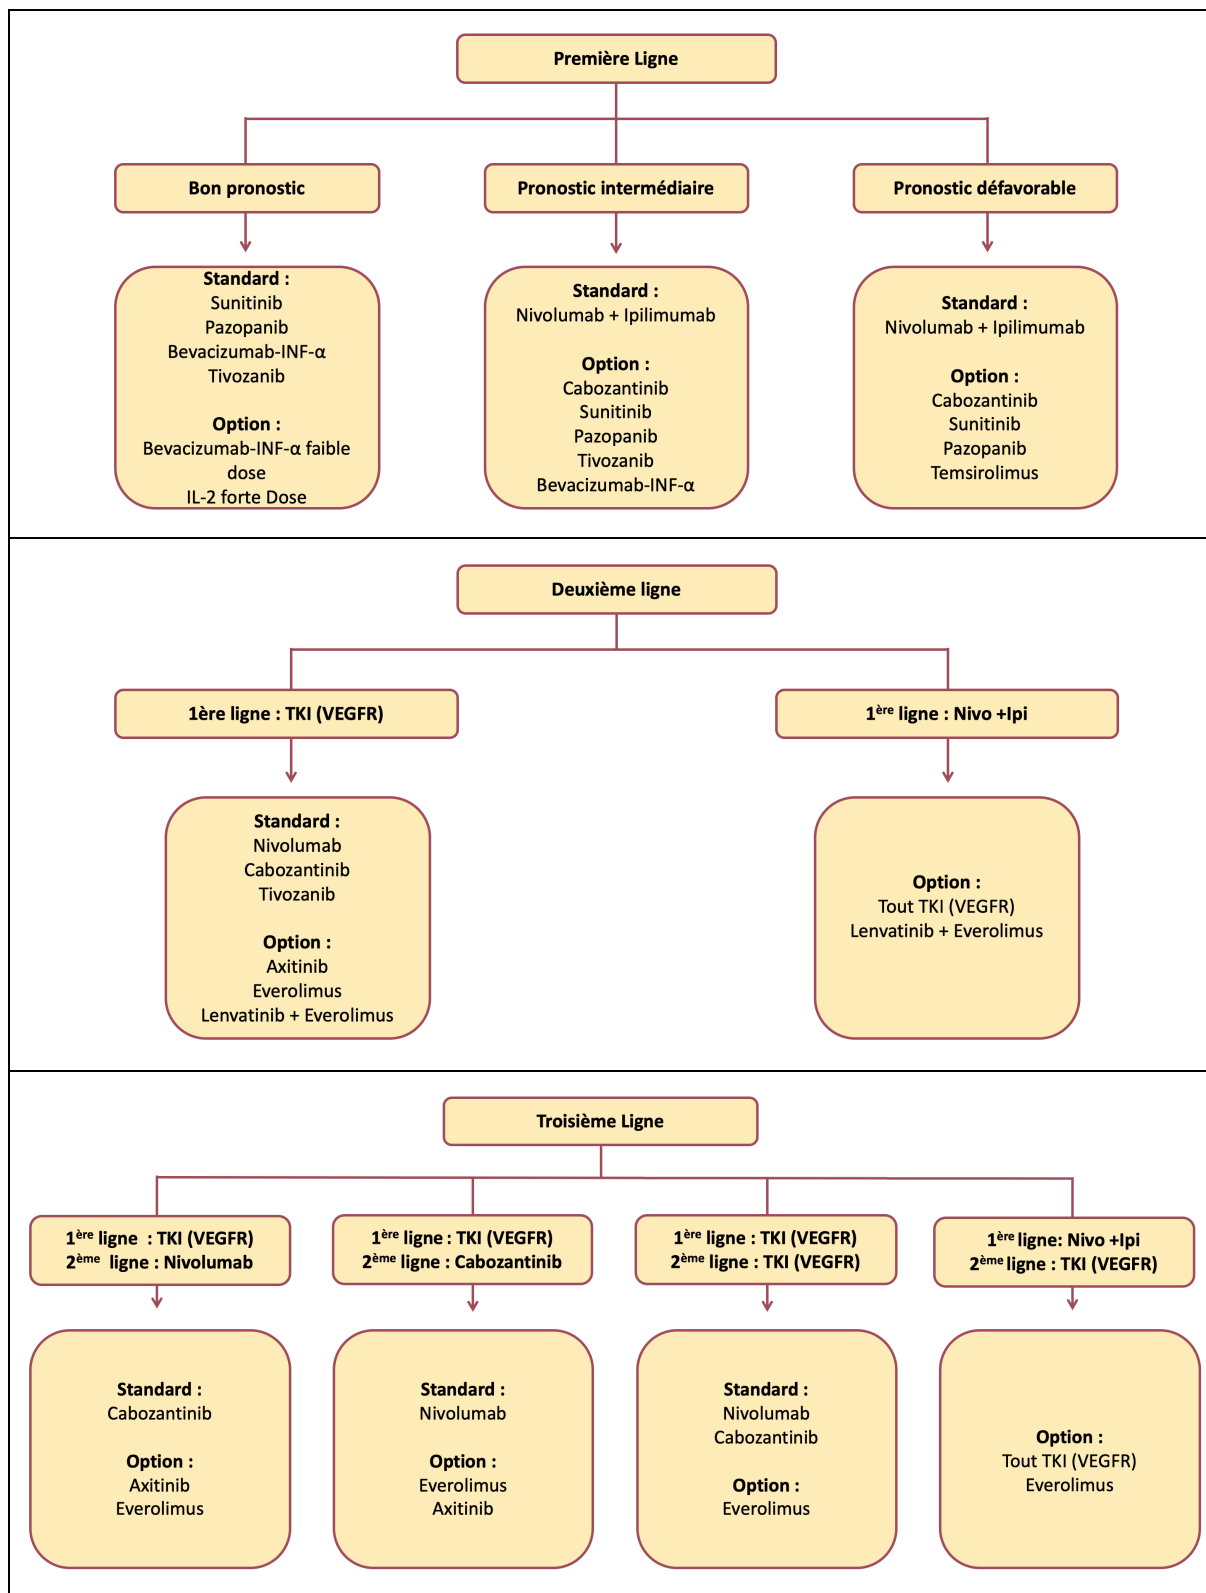 Première Ligne
Bon pronostic
Standard :
Sunitinib
Pazopanib
Bevacizumab-INF-α
Tivozanib
Option :
Bevacizumab-INF-α faible
dose
IL-2 forte Dose
Pronostic intermédiaire
Standard :
Nivolumab + Ipilimumab
Option :
Cabozantinib
Sunitinib
Pazopanib
Tivozanib
Bevacizumab-INF-α
Pronostic défavorable
Standard :
Nivolumab + Ipilimumab
Option :
Cabozantinib
Sunitinib
Pazopanib
Temsirolimus
Deuxième ligne
1ère ligne : TKI (VEGFR)
Standard :
Nivolumab
Cabozantinib
Tivozanib
Option :
Axitinib
Everolimus
Lenvatinib + Everolimus
1ère ligne : Nivo +Ipi
Option :
Tout TKI (VEGFR)
Lenvatinib + Everolimus
Troisième Ligne
1ère ligne : TKI (VEGFR)
2ème ligne : Nivolumab
Standard :
Cabozantinib
Option :
Axitinib
Everolimus
1ère ligne : TKI (VEGFR)
2ème ligne : Cabozantinib
Standard :
Nivolumab
Option :
Everolimus
Axitinib
1ère ligne : TKI (VEGFR)
2ème ligne : TKI (VEGFR)
Standard :
Nivolumab
Cabozantinib
Option :
Everolimus
1ère ligne: Nivo +Ipi
2ème ligne : TKI (VEGFR)
Option :
Tout TKI (VEGFR)
Everolimus